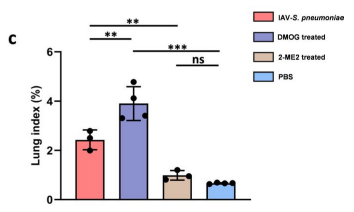 c
**
**
***
ns
Lung index (%)
6
4
2
0
IAV-S. pneumoniae
DMOG treated
2-ME2 treated
PBS